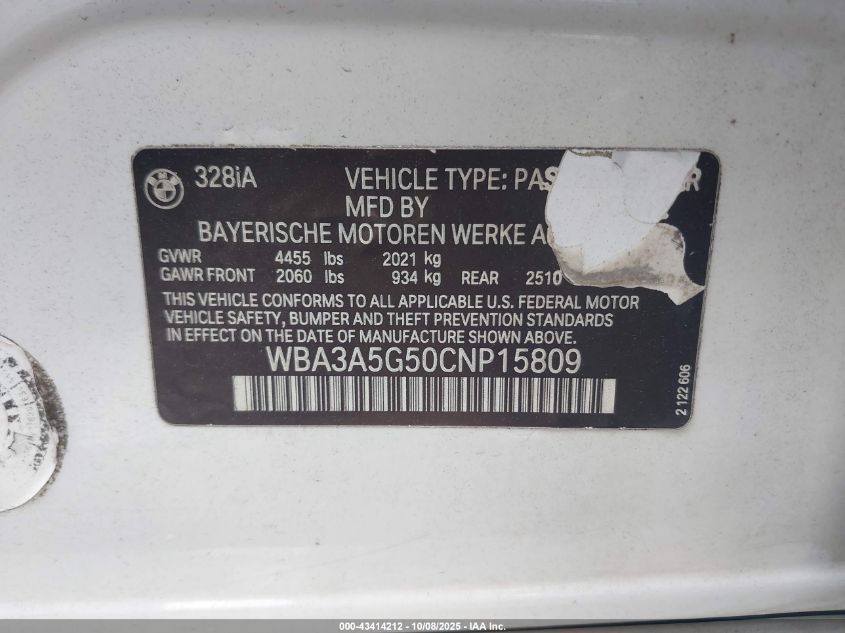 328iA VEHICLE TYPE: PAS R
MFD BY
BAYERISCHE MOTOREN WERKE A
GVWR 4455 lbs 2021 kg
GAWR FRONT 2060 lbs 934 kg REAR 2510
THIS VEHICLE CONFORMS TO ALL APPLICABLE U.S. FEDERAL MOTOR
VEHICLE SAFETY, BUMPER AND THEFT PREVENTION STANDARDS
IN EFFECT ON THE DATE OF MANUFACTURE SHOWN ABOVE.
WBA3A5G50CNP15809
2 122 606
000 - 43414212 - 10/08/2025 - IAA Inc.